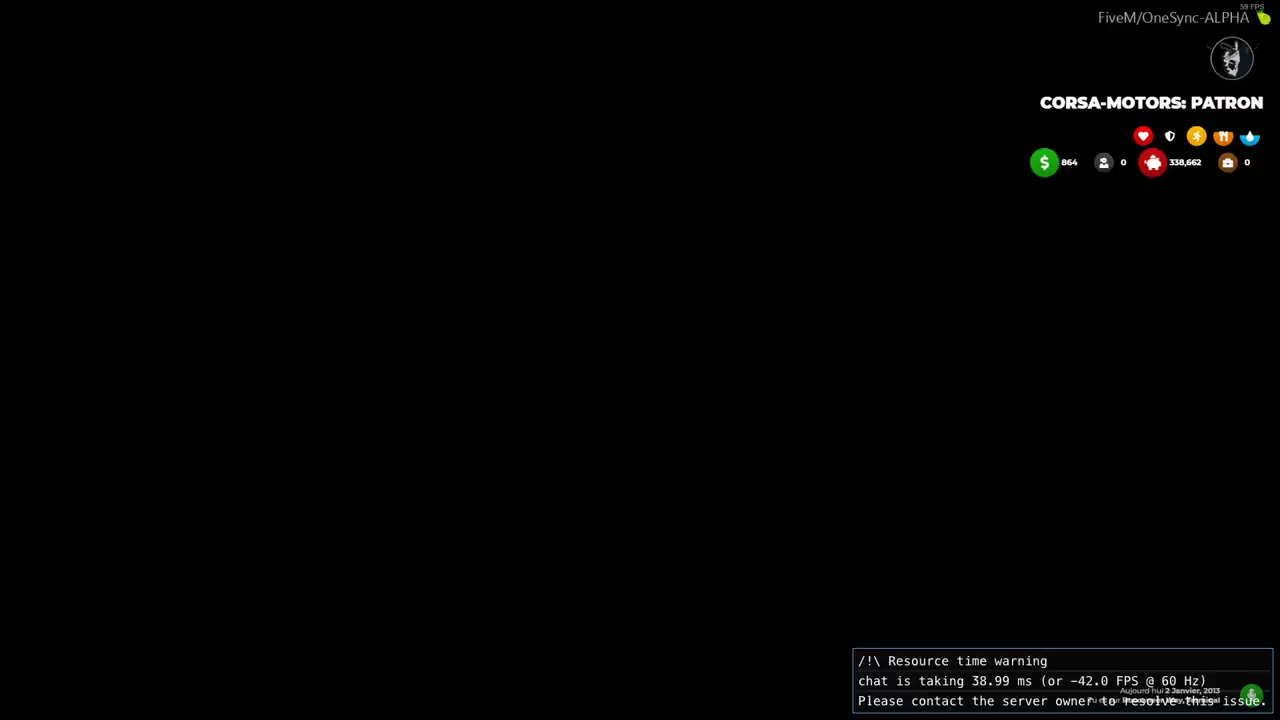 59 FPS
FiveM/OneSync-ALPHA
CORSA-MOTORS: PATRON
864 0 338,662 0
/!\ Resource time warning
chat is taking 38.99 ms (or -42.0 FPS @ 60 Hz)
Aujourd hui 2 Janvier, 2013
Please contact the server owner to resolve this issue.